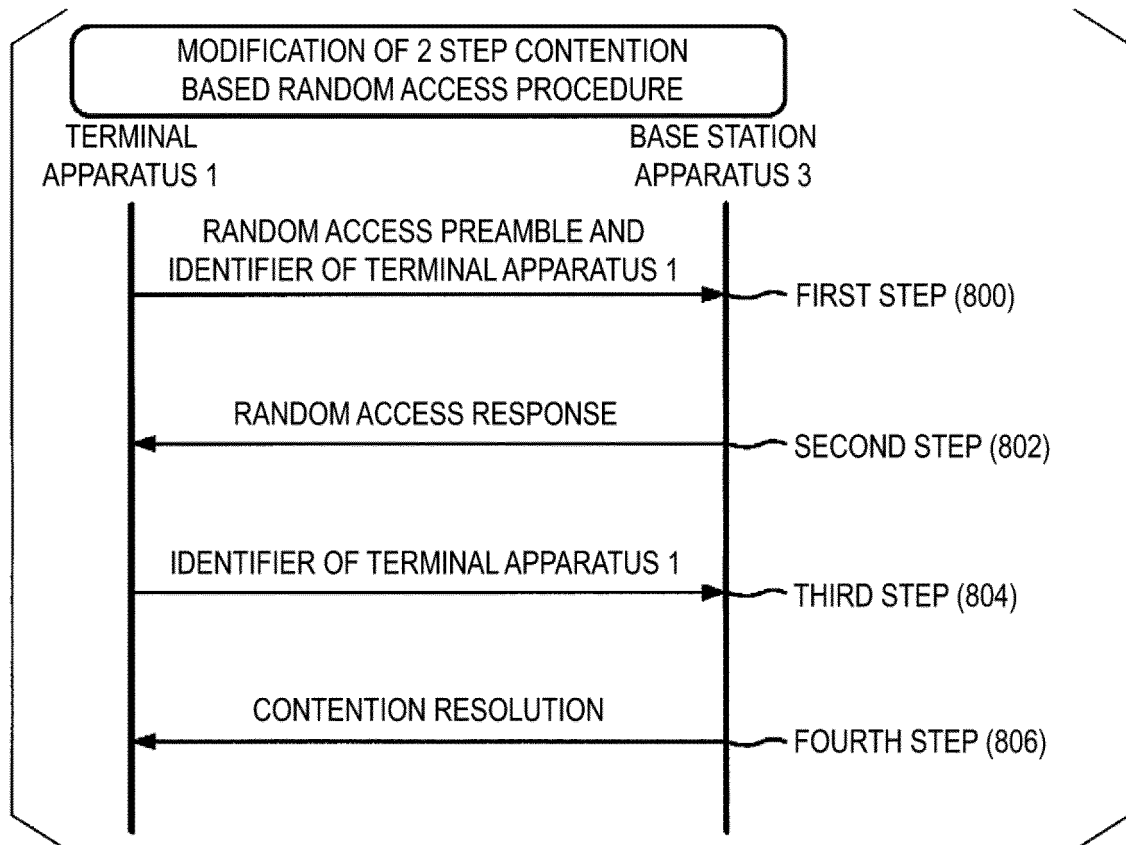 MODIFICATION OF 2 STEP CONTENTION
BASED RANDOM ACCESS PROCEDURE
TERMINAL
APPARATUS 1
BASE STATION
APPARATUS 3
RANDOM ACCESS PREAMBLE AND
IDENTIFIER OF TERMINAL APPARATUS 1
FIRST STEP (800)
RANDOM ACCESS RESPONSE
SECOND STEP (802)
IDENTIFIER OF TERMINAL APPARATUS 1
THIRD STEP (804)
CONTENTION RESOLUTION
FOURTH STEP (806)